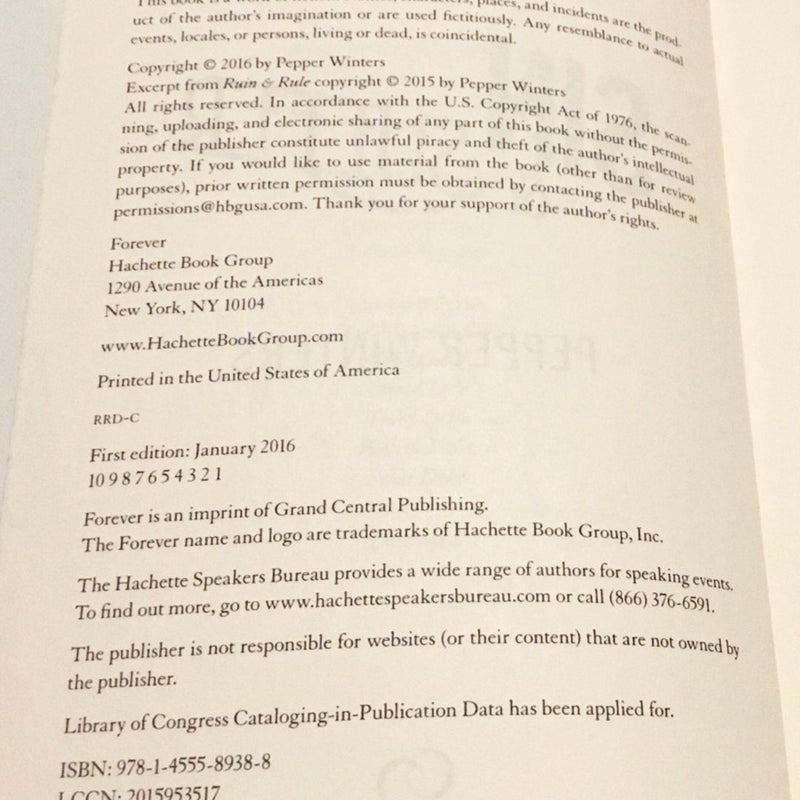 uct of the author's imagination or are used fictitiously. Any resemblance to actual
events, locales, or persons, living or dead, is coincidental.
Copyright © 2016 by Pepper Winters
Excerpt from Ruin & Rule copyright © 2015 by Pepper Winters
All rights reserved. In accordance with the U.S. Copyright Act of 1976, the scan-
ning, uploading, and electronic sharing of any part of this book without the permis-
sion of the publisher constitute unlawful piracy and theft of the author's intellectual
property. If you would like to use material from the book (other than for review
purposes), prior written permission must be obtained by contacting the publisher at
permissions@hbgusa.com. Thank you for your support of the author's rights.
Forever
Hachette Book Group
1290 Avenue of the Americas
New York, NY 10104
www.HachetteBookGroup.com
Printed in the United States of America
RRD-C
First edition: January 2016
10 9 8 7 6 5 4 3 2 1
Forever is an imprint of Grand Central Publishing.
The Forever name and logo are trademarks of Hachette Book Group, Inc.
The Hachette Speakers Bureau provides a wide range of authors for speaking events.
To find out more, go to www.hachettespeakersbureau.com or call (866) 376-6591.
The publisher is not responsible for websites (or their content) that are not owned by
the publisher.
Library of Congress Cataloging-in-Publication Data has been applied for.
ISBN: 978-1-4555-8938-8
LCCN: 2015953517